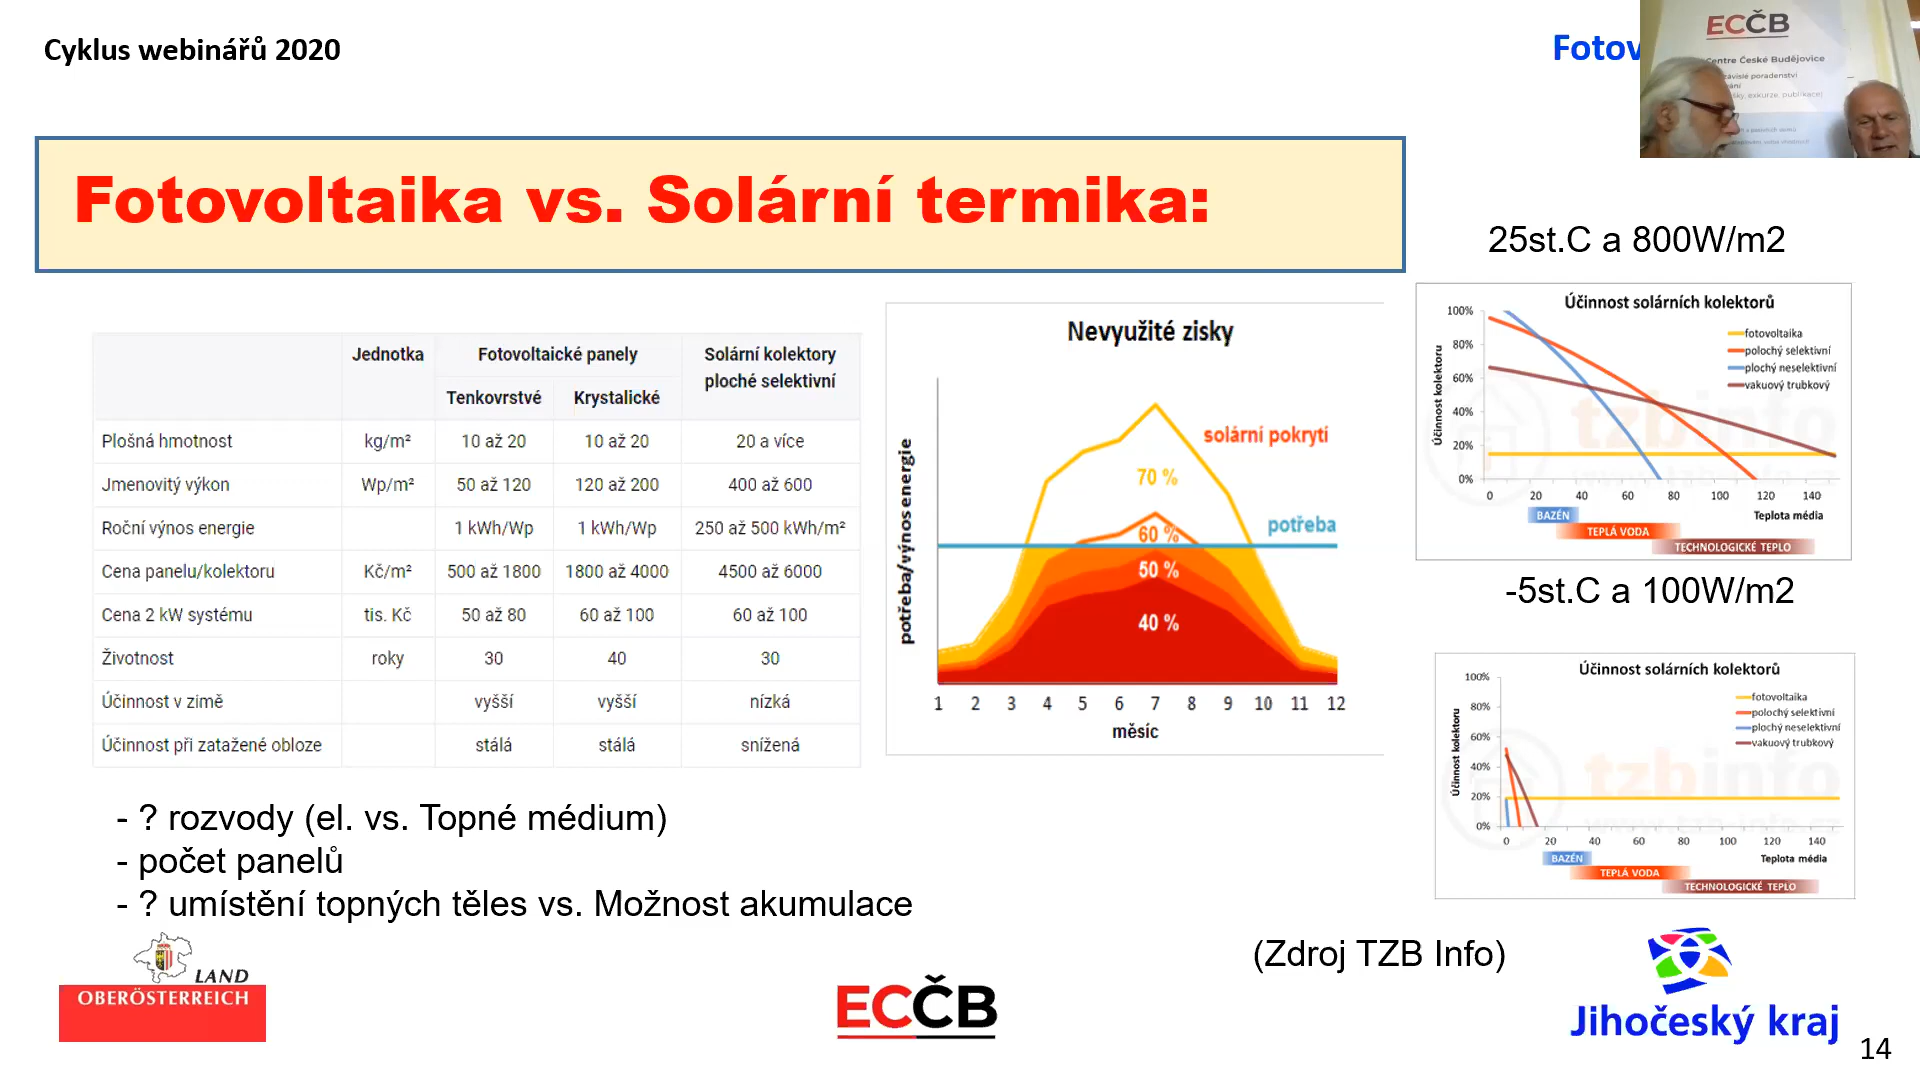 Cyklus webinářů 2020
ECČB
Centre České Budějovice
Fotovoltaika vs. Solární termika:
25st.C a 800W/m2
Jednotka Fotovoltaické panely Solární kolektory
ploché selektivní
Tenkovrstvé Krystalické
Plošná hmotnost kg/m² 10 až 20 10 až 20 20 a více
Jmenovitý výkon Wp/m² 50 až 120 120 až 200 400 až 600
Roční výnos energie 1 kWh/Wp 1 kWh/Wp 250 až 500 kWh/m²
Cena panelu/kolektoru Kč/m² 500 až 1800 1800 až 4000 4500 až 6000
Cena 2 kW systému tis. Kč 50 až 80 60 až 100 60 až 100
Životnost roky 30 40 30
Účinnost v zimě vyšší vyšší nízká
Účinnost při zatažené obloze stálá stálá snížená
Nevyužité zisky
potřeba/výnos energie
solární pokrytí
70 %
potřeba
60 %
50 %
40 %
1 2 3 4 5 6 7 8 9 10 11 12
měsíc
Účinnost solárních kolektorů
Účinnost kolektoru
100%
80%
60%
40%
20%
0%
fotovoltaika
polochý selektivní
plochý neselektivní
vakuový trubkový
tzbinfo
0 20 40 60 80 100 120 140
BAZÉN
Teplota média
TEPLÁ VODA
TECHNOLOGICKÉ TEPLO
-5st.C a 100W/m2
Účinnost solárních kolektorů
Účinnost kolektoru
100%
80%
60%
40%
20%
0%
fotovoltaika
polochý selektivní
plochý neselektivní
vakuový trubkový
tzbinfo
0 20 40 60 80 100 120 140
BAZÉN
Teplota média
TEPLÁ VODA
TECHNOLOGICKÉ TEPLO
- ? rozvody (el. vs. Topné médium)
- počet panelů
- ? umístění topných těles vs. Možnost akumulace
(Zdroj TZB Info)
LAND
OBERÖSTERREICH
ECČB
Jihočeský kraj
14